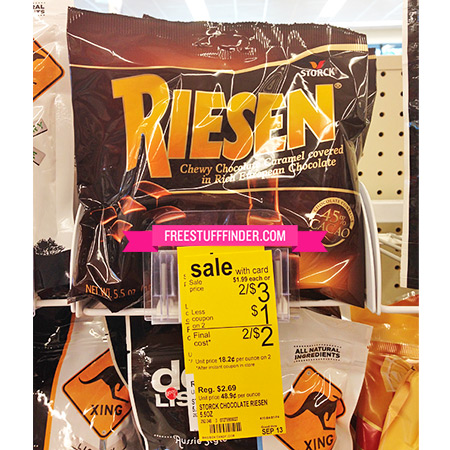 NATURAL
STORCK
RIESEN
Chewy Chocolate Caramel covered
in Rich European Chocolate
45%
CACAO
FREESTUFFFINDER.COM
NET WT 5.5 OZ
sale with card
$1.99 each or
Sale
price
2/$3
Less
coupon
on 2
$1
Final
cost*
2/$2
Unit price 18.2¢ per ounce on 2
*After instant coupon in store
Reg. $2.69
Unit price 48.9¢ per ounce
STORCK CHOCOLATE RIESEN
5.5OZ
SEP 13
ALL NATURAL
INGREDIENTS
XING
XING
Aussie Style